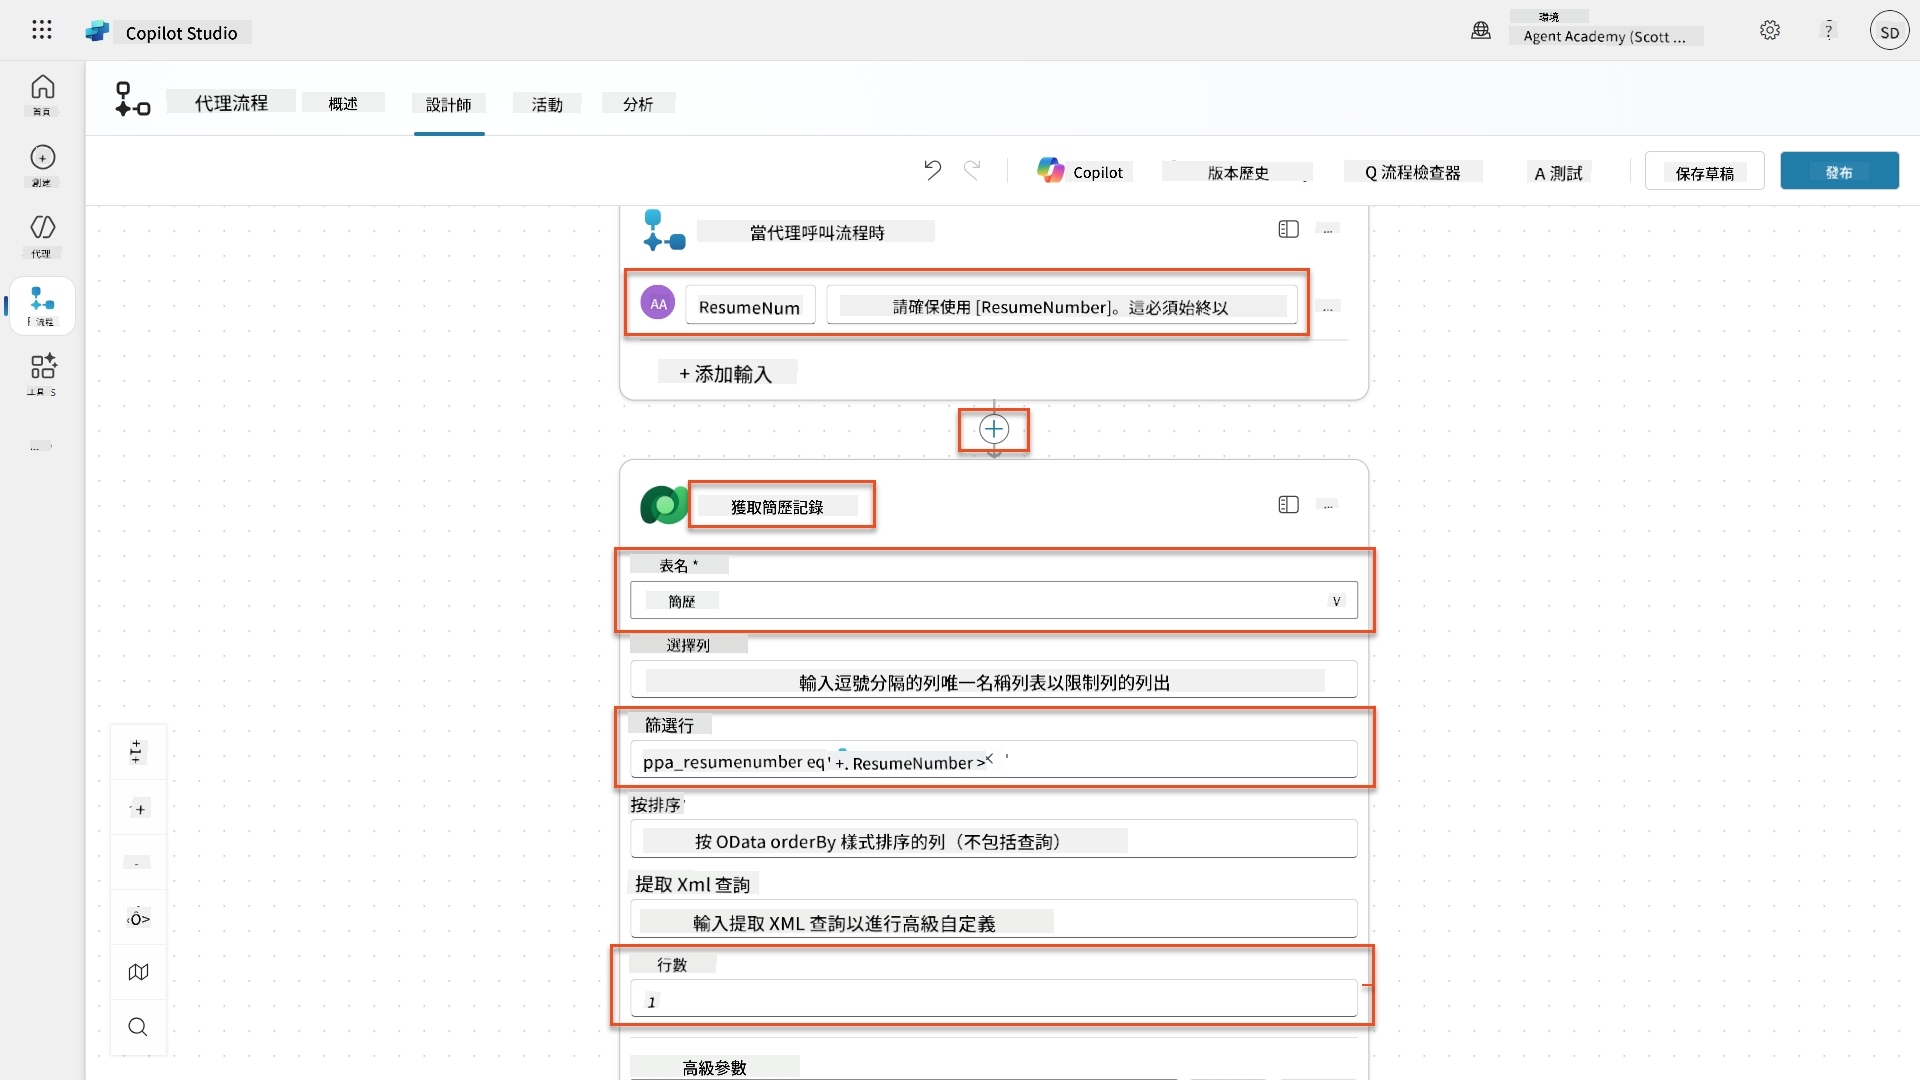 Copilot Studio
環境
Agent Academy (Scott ...
?
SD
首頁
創建
代理
流程
工具 S
...
代理流程
概述
設計師
活動
分析
Copilot
版本歷史
Q 流程檢查器
A 測試
保存草稿
發布
當代理呼叫流程時
...
AA
ResumeNum
請確保使用 [ResumeNumber]。這必須始終以
...
+ 添加輸入
獲取簡歷記錄
...
表名 *
簡歷
V
選擇列
輸入逗號分隔的列唯一名稱列表以限制列的列出
篩選行
ppa_resumenumber eq' +. ResumeNumber >< '
按排序
按 OData orderBy 樣式排序的列（不包括查詢）
提取 Xml 查詢
輸入提取 XML 查詢以進行高級自定義
行數
1
高級參數